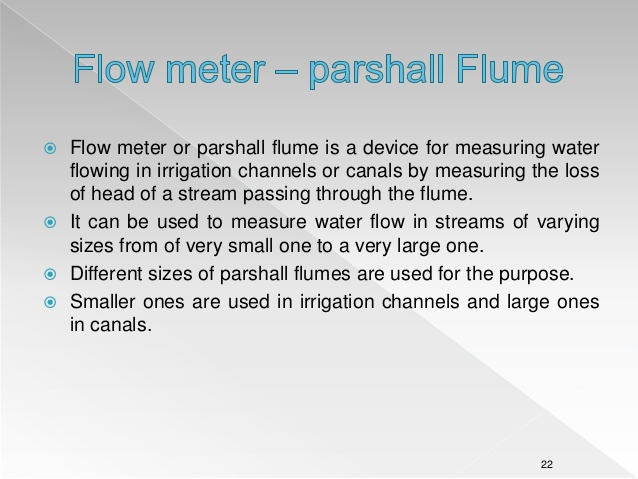 Flow meter – parshall Flume
Flow meter or parshall flume is a device for measuring water
flowing in irrigation channels or canals by measuring the loss
of head of a stream passing through the flume.
It can be used to measure water flow in streams of varying
sizes from of very small one to a very large one.
Different sizes of parshall flumes are used for the purpose.
Smaller ones are used in irrigation channels and large ones
in canals.
22